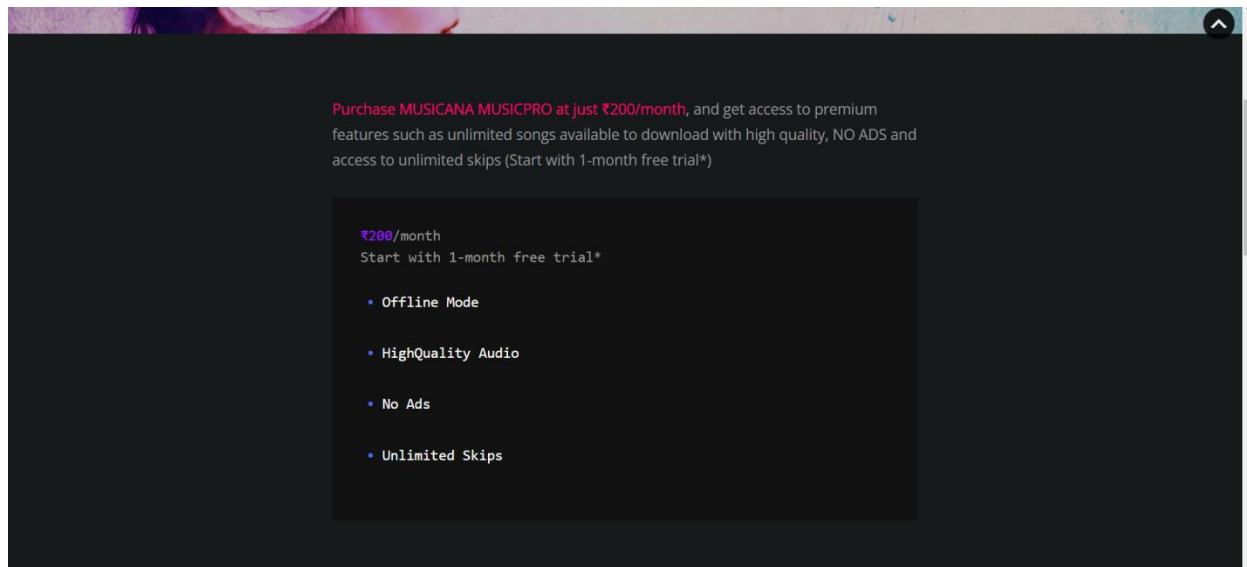 Purchase MUSICANA MUSICPRO at just ₹200/month, and get access to premium
features such as unlimited songs available to download with high quality, NO ADS and
access to unlimited skips (Start with 1-month free trial*)
₹200/month
Start with 1-month free trial*
• Offline Mode
• HighQuality Audio
• No Ads
• Unlimited Skips